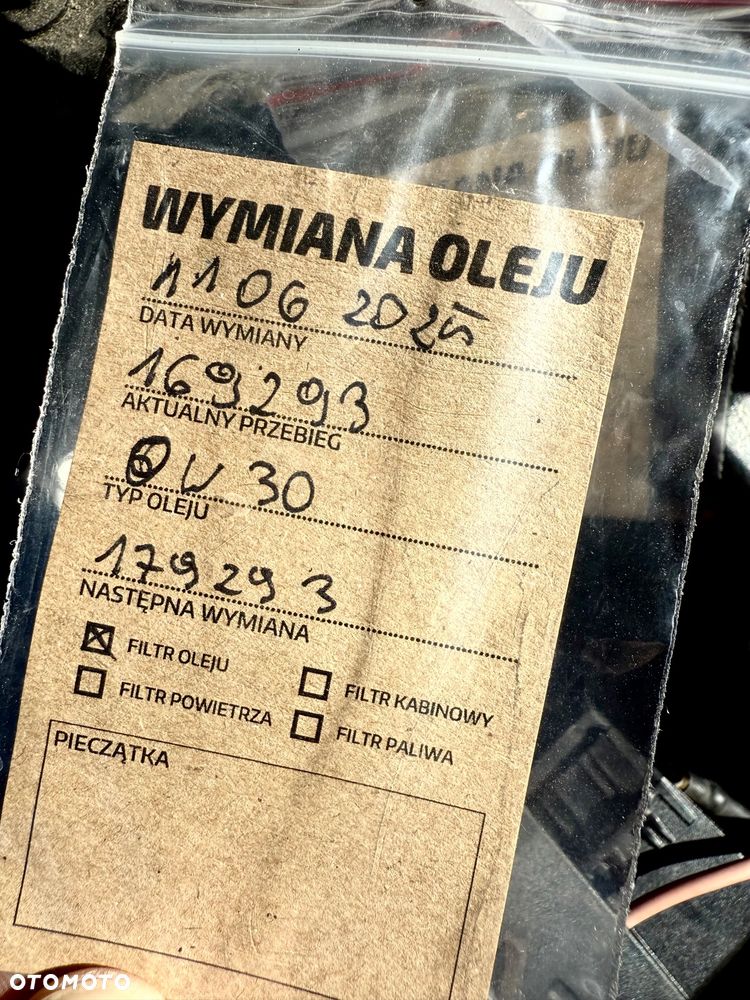 WYMIANA OLEJU
11 06 2025
DATA WYMIANY
169293
AKTUALNY PRZEBIEG
0W 30
TYP OLEJU
179293
NASTĘPNA WYMIANA
FILTR OLEJU
FILTR KABINOWY
FILTR POWIETRZA
FILTR PALIWA
PIECZĄTKA
OTOMOTO